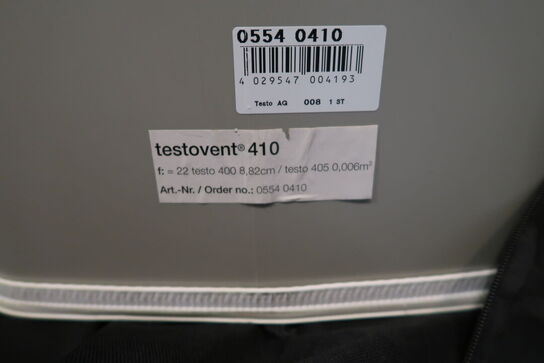 0554 0410
4 029547 004193
Testo AG 008 1 ST
testovent® 410
f: = 22 testo 400 8,82cm / testo 405 0,006m²
Art.-Nr. / Order no.: 0554 0410